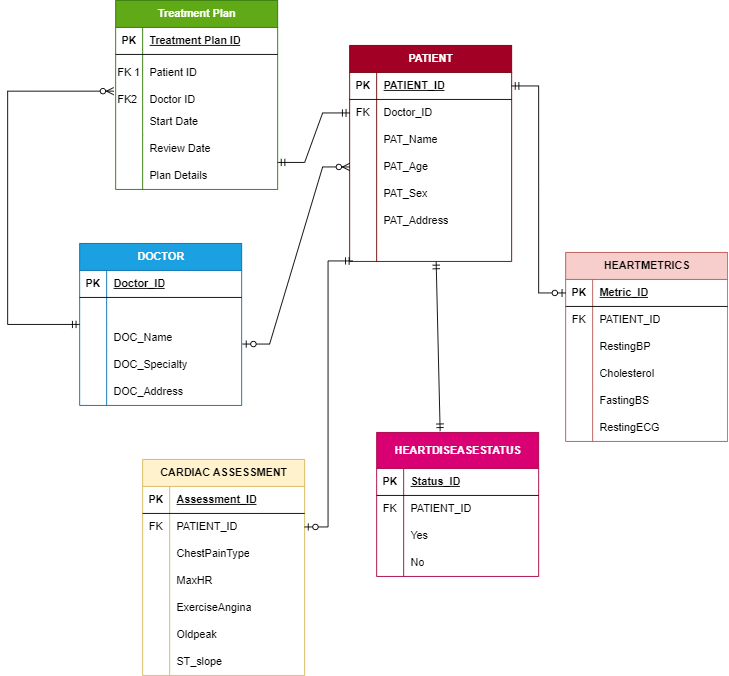 Treatment Plan
PK Treatment Plan ID
FK 1 Patient ID
FK2 Doctor ID
Start Date
Review Date
Plan Details
PATIENT
PK PATIENT_ID
FK Doctor_ID
PAT_Name
PAT_Age
PAT_Sex
PAT_Address
DOCTOR
PK Doctor_ID
DOC_Name
DOC_Specialty
DOC_Address
HEARTMETRICS
PK Metric_ID
FK PATIENT_ID
RestingBP
Cholesterol
FastingBS
RestingECG
HEARTDISEASESTATUS
PK Status_ID
FK PATIENT_ID
Yes
No
CARDIAC ASSESSMENT
PK Assessment_ID
FK PATIENT_ID
ChestPainType
MaxHR
ExerciseAngina
Oldpeak
ST_slope